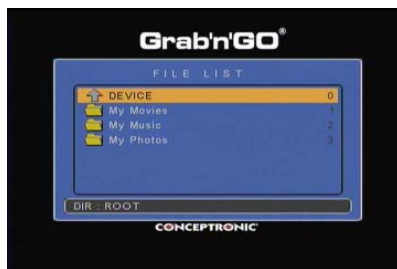 Grab'n'GO®
FILE LIST
DEVICE 0
My Movies 1
My Music 2
My Photos 3
DIR : ROOT
CONCEPTRONIC